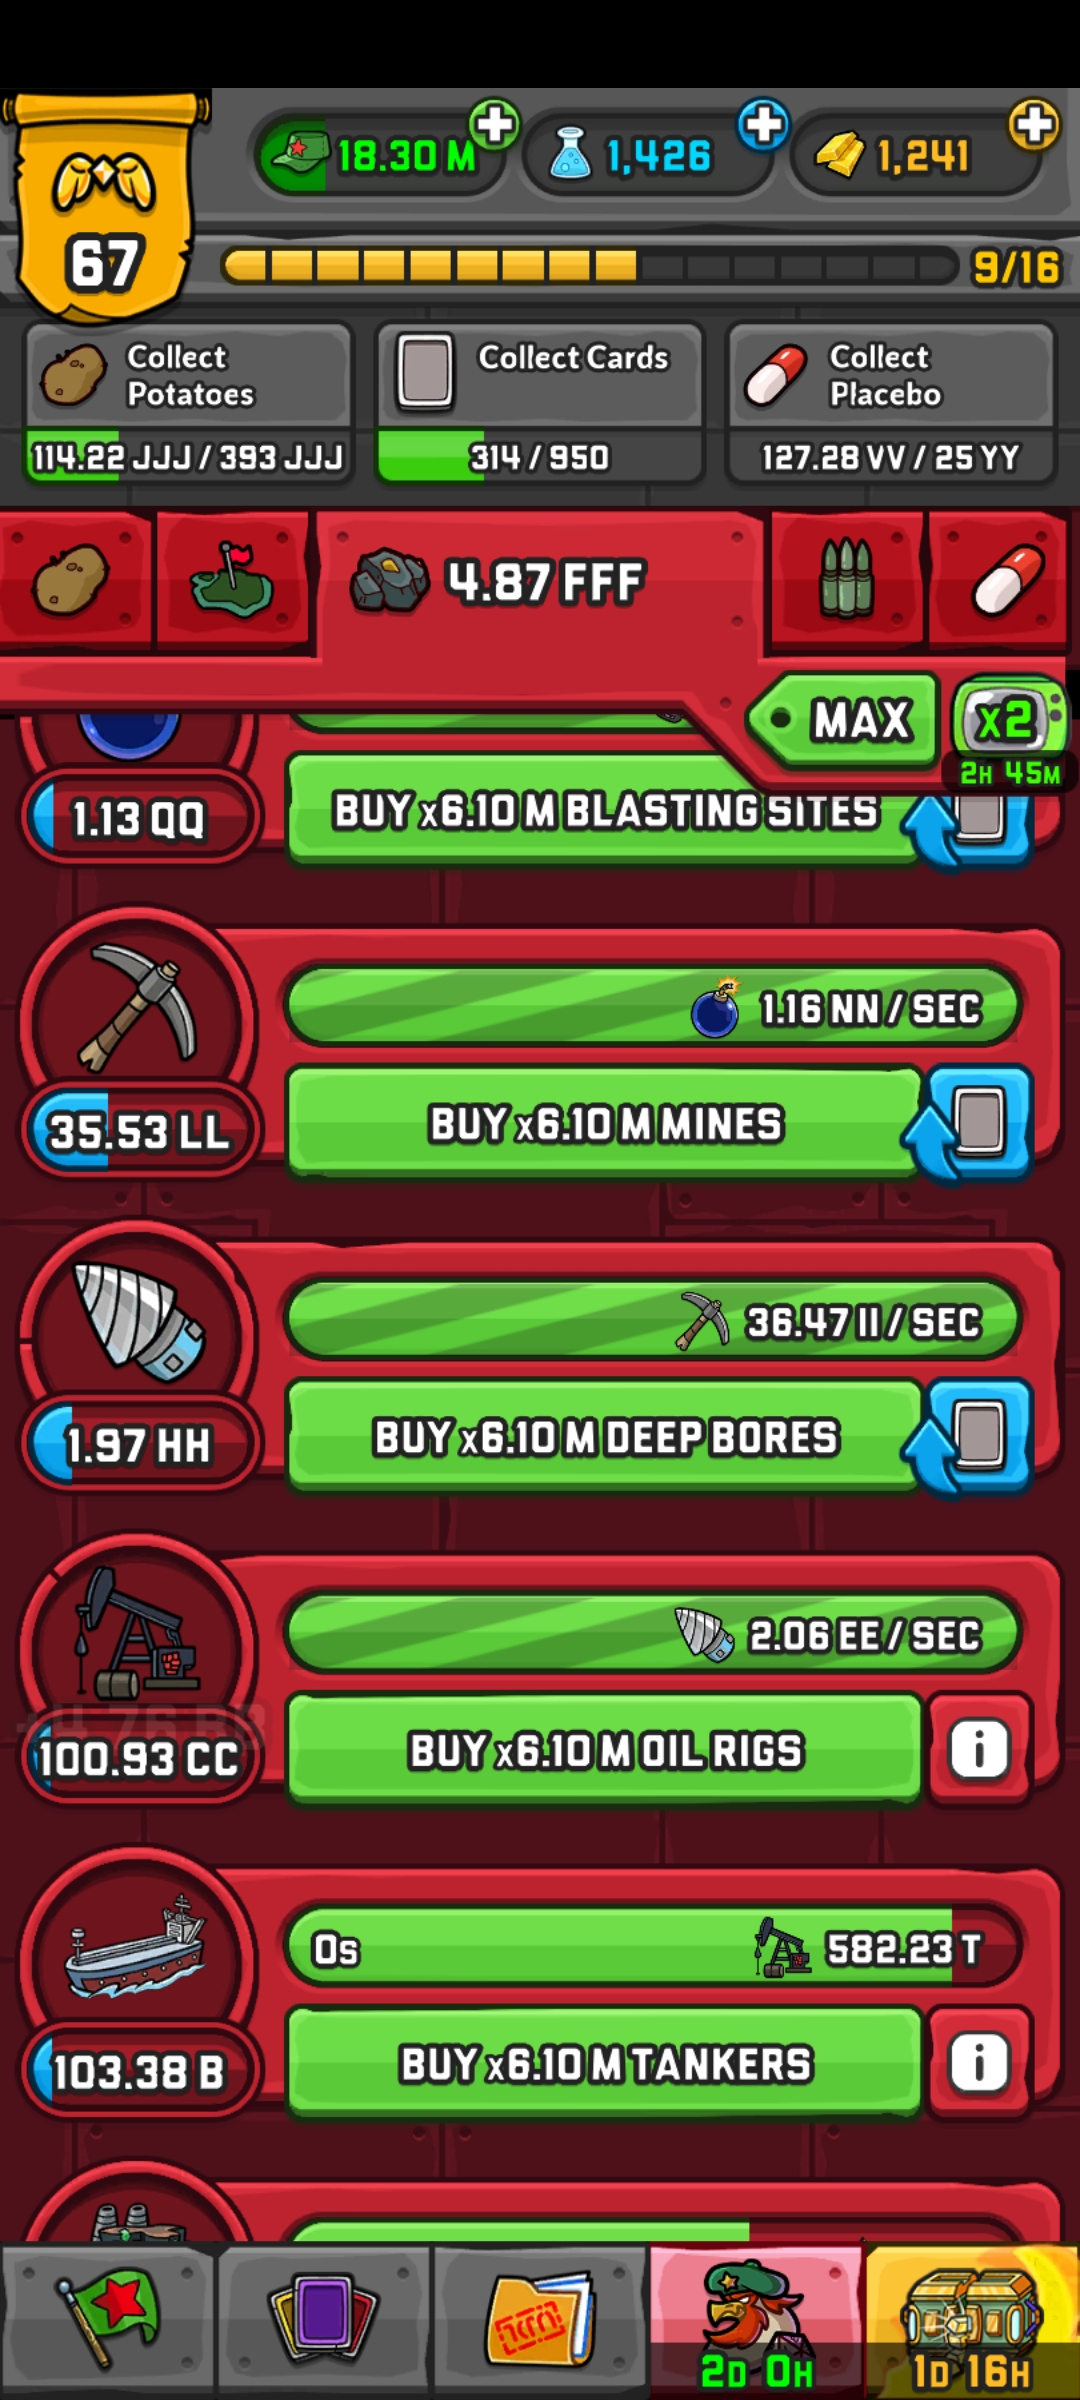 18.30 M
1,426
1,241
67
9/16
Collect
Potatoes
114.22 JJJ / 393 JJJ
Collect Cards
314 / 950
Collect
Placebo
127.28 VV / 25 YY
4.87 FFF
MAX
x2
2H 45M
1.13 QQ
BUY x6.10 M BLASTING SITES
1.16 NN / SEC
35.53 LL
BUY x6.10 M MINES
36.47 II / SEC
1.97 HH
BUY x6.10 M DEEP BORES
2.06 EE / SEC
100.93 CC
BUY x6.10 M OIL RIGS
i
0s
582.23 T
103.38 B
BUY x6.10 M TANKERS
i
2D 0H
1D 16H